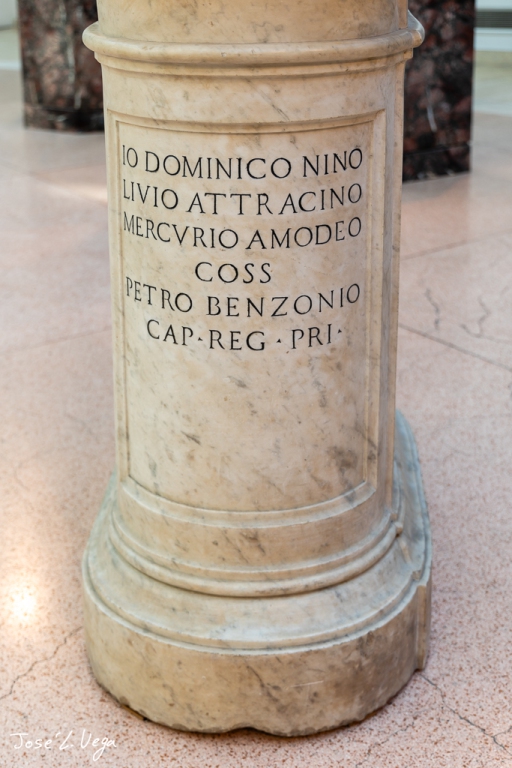 IO DOMINICO NINO
LIVIO ATTRACINO
MERCVRIO AMODEO
COSS
PETRO BENZONIO
CAP·REG·PRI·
José L Vega